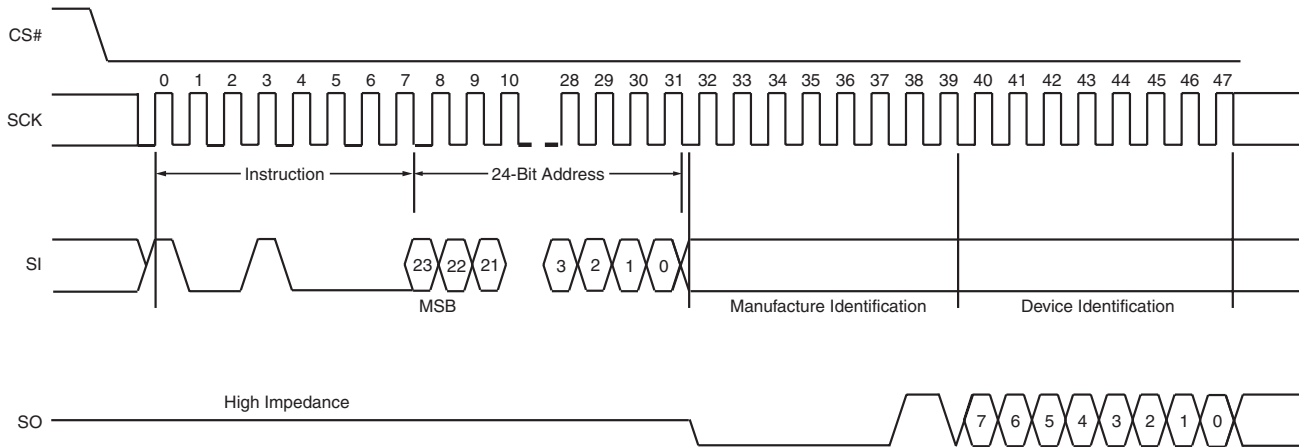 CS#
0 1 2 3 4 5 6 7 8 9 10 28 29 30 31 32 33 34 35 36 37 38 39 40 41 42 43 44 45 46 47
SCK
Instruction 24-Bit Address
SI 23 22 21 3 2 1 0
MSB Manufacture Identification Device Identification
High Impedance
SO 7 6 5 4 3 2 1 0